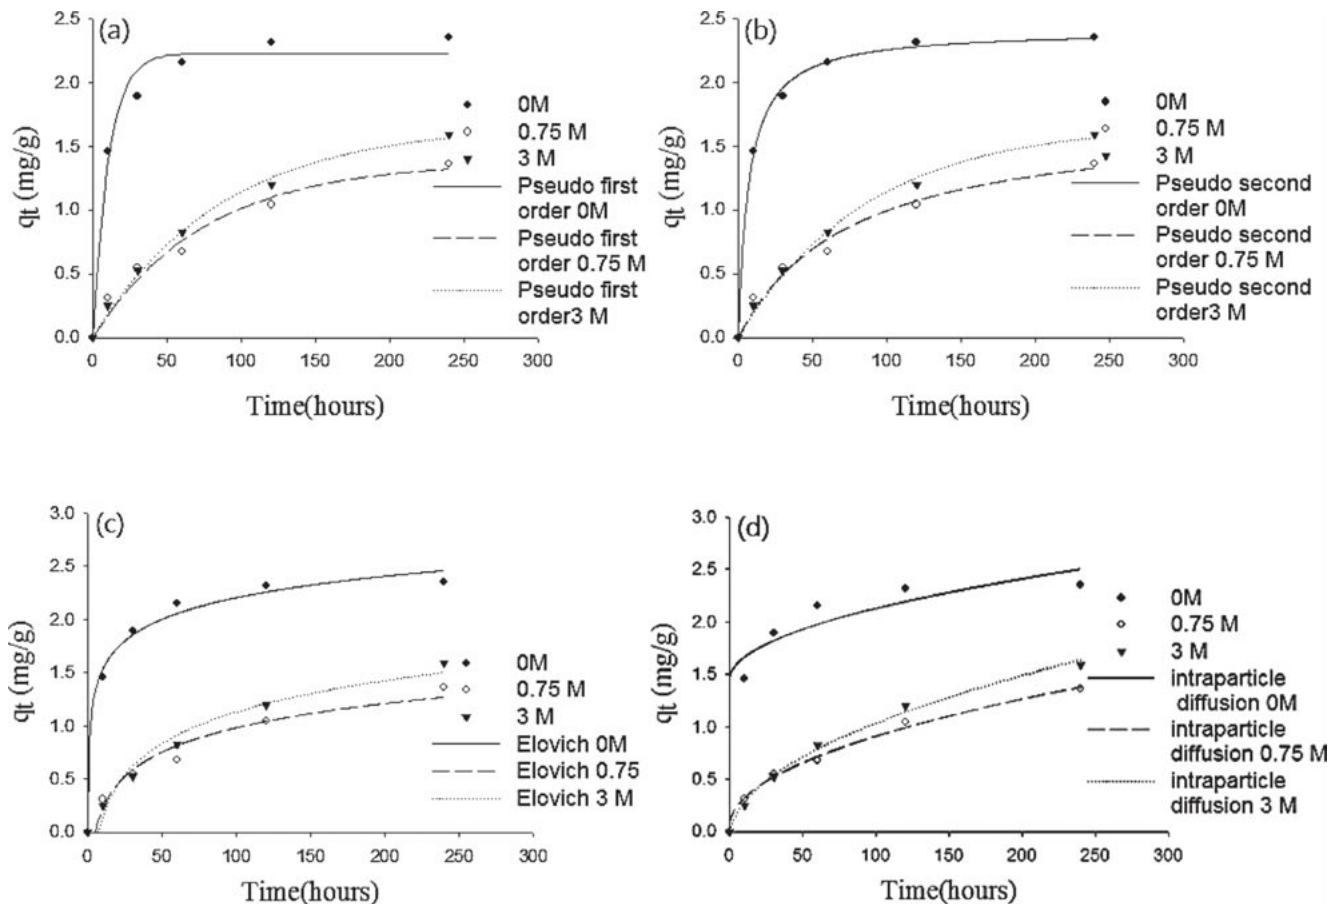 (a)
2.5
2.0
1.5
1.0
0.5
0.0
qt (mg/g)
0 50 100 150 200 250 300
Time(hours)
0M
0.75 M
3 M
Pseudo first
order 0M
Pseudo first
order 0.75 M
Pseudo first
order3 M
(b)
2.5
2.0
1.5
1.0
0.5
0.0
qt (mg/g)
0 50 100 150 200 250 300
Time(hours)
0M
0.75 M
3 M
Pseudo second
order 0M
Pseudo second
order 0.75 M
Pseudo second
order3 M
(c)
3.0
2.5
2.0
1.5
1.0
0.5
0.0
qt (mg/g)
0 50 100 150 200 250 300
Time(hours)
0M
0.75 M
3 M
Elovich 0M
Elovich 0.75
Elovich 3 M
(d)
3.0
2.5
2.0
1.5
1.0
0.5
0.0
qt (mg/g)
0 50 100 150 200 250 300
Time(hours)
0M
0.75 M
3 M
intraparticle
diffusion 0M
intraparticle
diffusion 0.75 M
intraparticle
diffusion 3 M